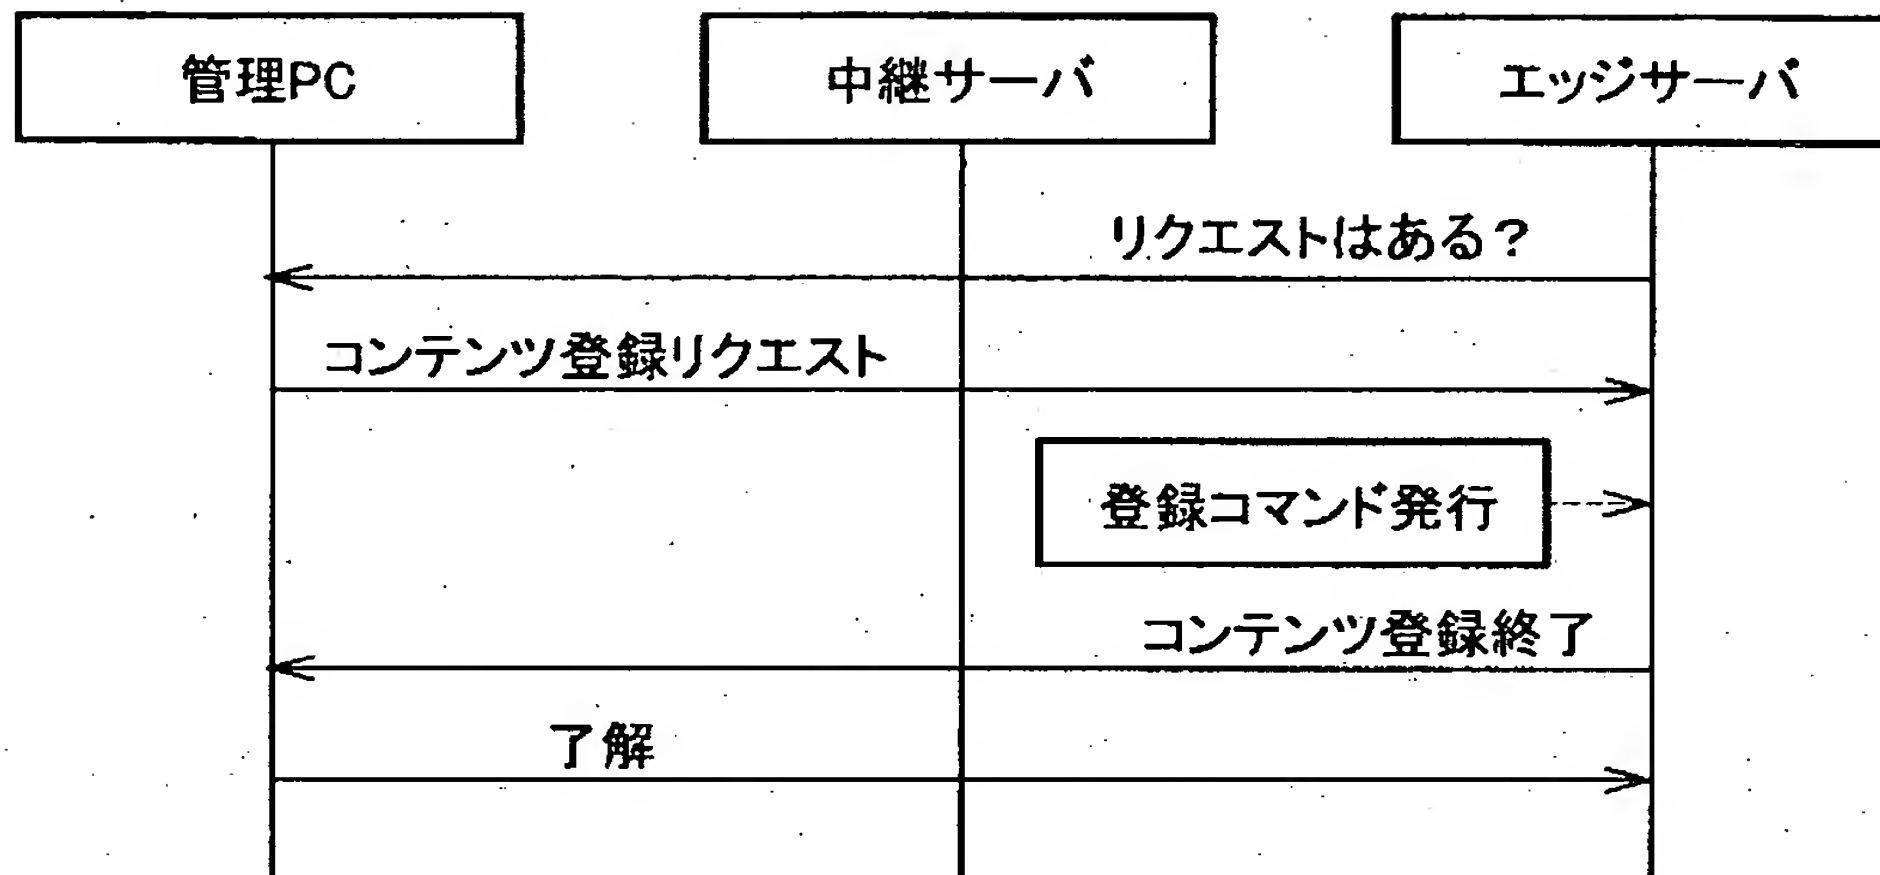 管理PC
中継サーバ
エッジサーバ
リクエストはある？
コンテンツ登録リクエスト
登録コマンド発行
コンテンツ登録終了
了解